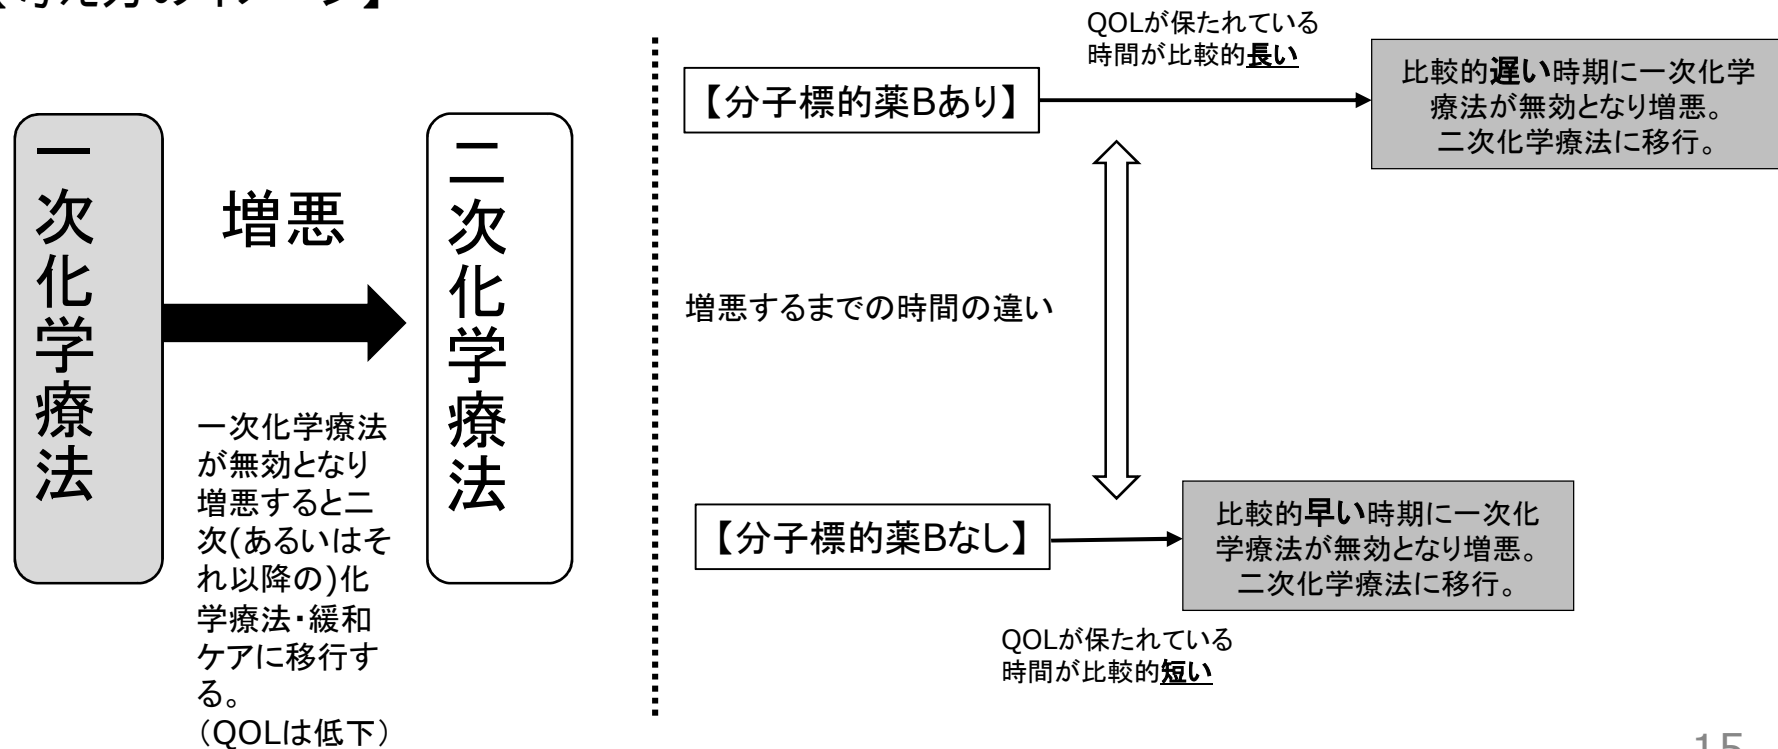 一次化学療法
増悪
二次化学療法
一次化学療法
が無効となり
増悪すると二
次(あるいはそ
れ以降の)化
学療法・緩和
ケアに移行す
る。
（QOLは低下）
QOLが保たれている
時間が比較的長い
【分子標的薬Bあり】
比較的遅い時期に一次化学
療法が無効となり増悪。
二次化学療法に移行。
増悪するまでの時間の違い
【分子標的薬Bなし】
比較的早い時期に一次化
学療法が無効となり増悪。
二次化学療法に移行。
QOLが保たれている
時間が比較的短い
15